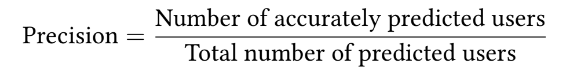 Precision = Number of accurately predicted users
Total number of predicted users